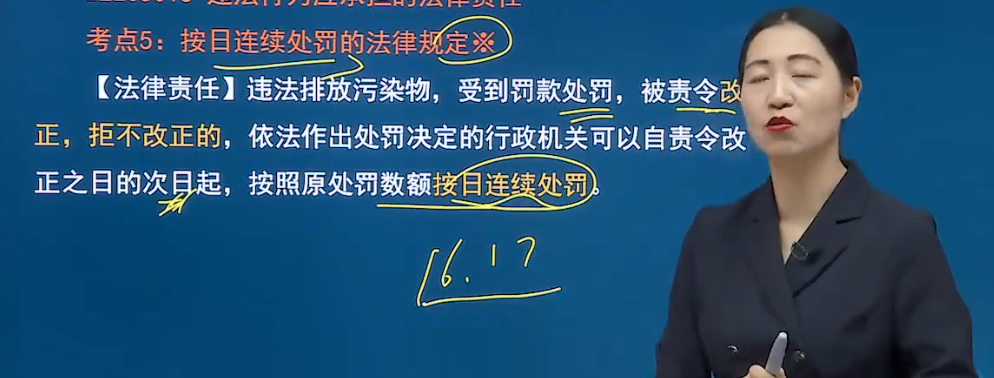 考点5：按日连续处罚的法律规定※
【法律责任】违法排放污染物，受到罚款处罚，被责令改
正，拒不改正的，依法作出处罚决定的行政机关可以自责令改
正之日的次日起，按照原处罚数额按日连续处罚。
16.17